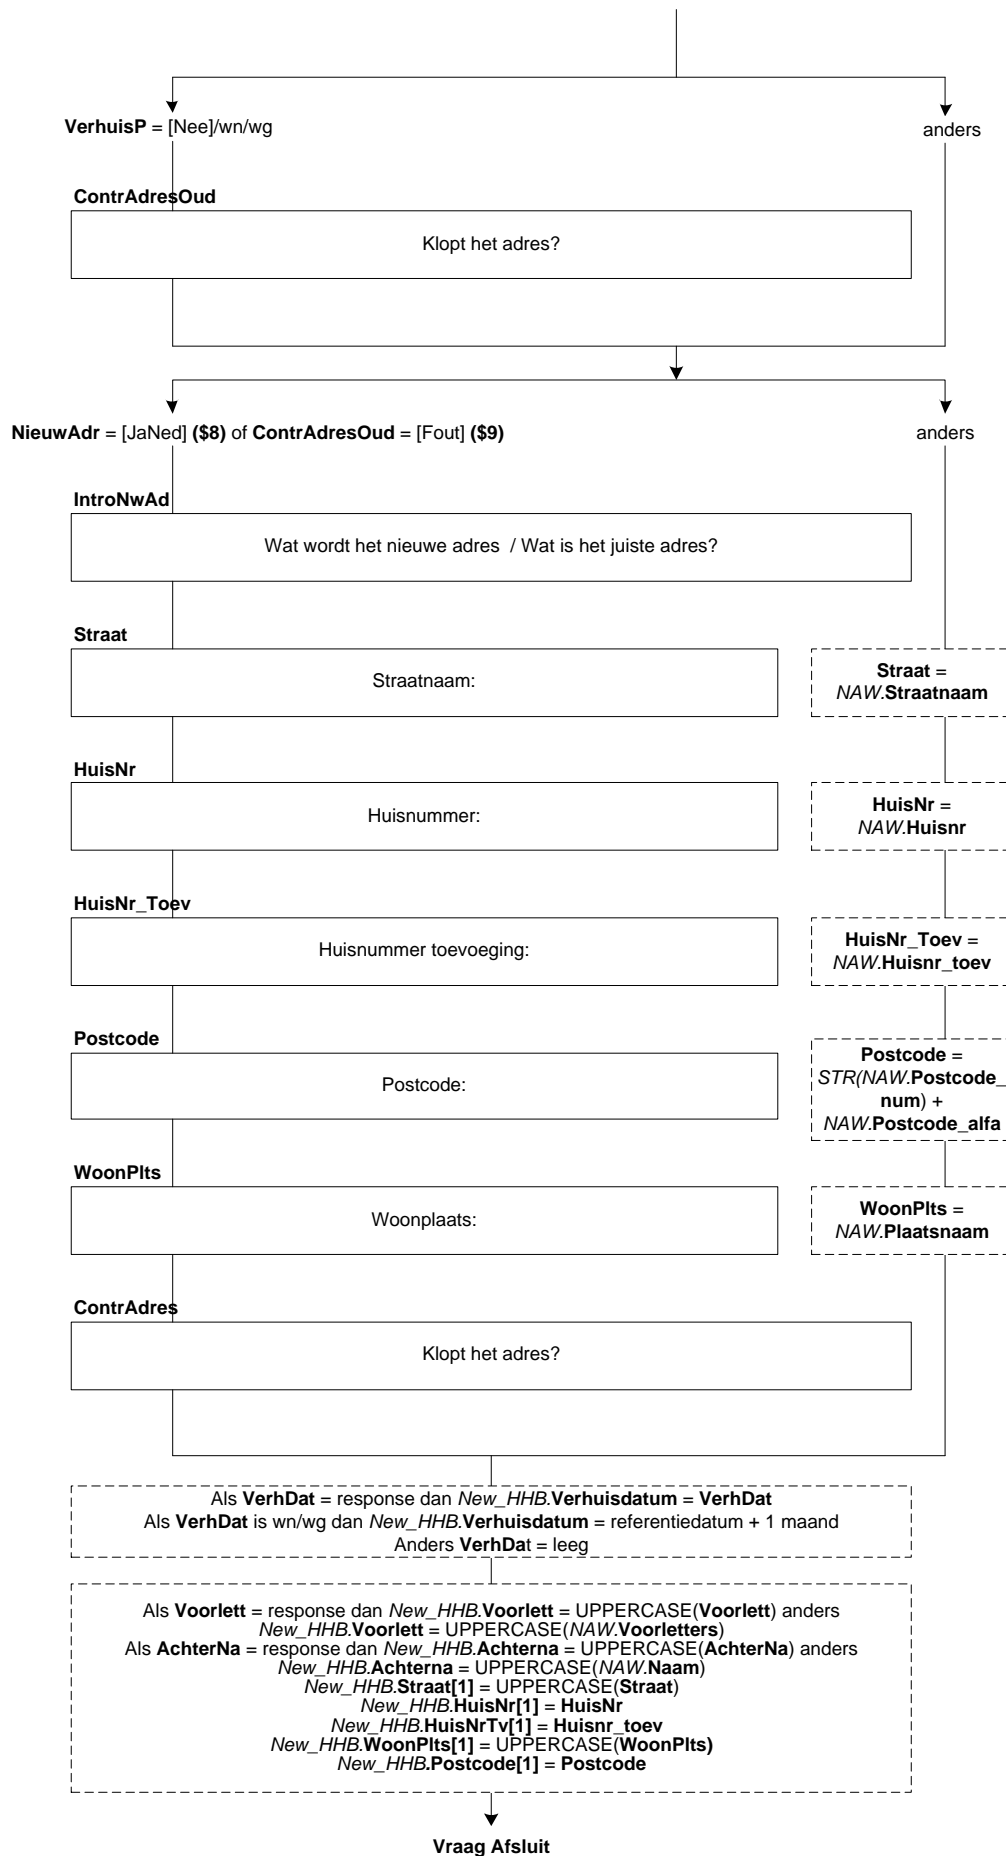 VerhuisP = [Nee]/wn/wg
anders
ContrAdresOud
Klopt het adres?
NieuwAdr = [JaNed] ($8) of ContrAdresOud = [Fout] ($9)
anders
IntroNwAd
Wat wordt het nieuwe adres / Wat is het juiste adres?
Straat
Straatnaam:
Straat =
NAW.Straatnaam
HuisNr
Huisnummer:
HuisNr =
NAW.Huisnr
HuisNr_Toev
Huisnummer toevoeging:
HuisNr_Toev =
NAW.Huisnr_toev
Postcode
Postcode:
Postcode =
STR(NAW.Postcode_
num) +
NAW.Postcode_alfa
WoonPlts
Woonplaats:
WoonPlts =
NAW.Plaatsnaam
ContrAdres
Klopt het adres?
Als VerhDat = response dan New_HHB.Verhuisdatum = VerhDat
Als VerhDat is wn/wg dan New_HHB.Verhuisdatum = referentiedatum + 1 maand
Anders VerhDat = leeg
Als Voorlett = response dan New_HHB.Voorlett = UPPERCASE(Voorlett) anders
New_HHB.Voorlett = UPPERCASE(NAW.Voorletters)
Als AchterNa = response dan New_HHB.Achterna = UPPERCASE(AchterNa) anders
New_HHB.Achterna = UPPERCASE(NAW.Naam)
New_HHB.Straat[1] = UPPERCASE(Straat)
New_HHB.HuisNr[1] = HuisNr
New_HHB.HuisNrTv[1] = Huisnr_toev
New_HHB.WoonPlts[1] = UPPERCASE(WoonPlts)
New_HHB.Postcode[1] = Postcode
Vraag Afsluit